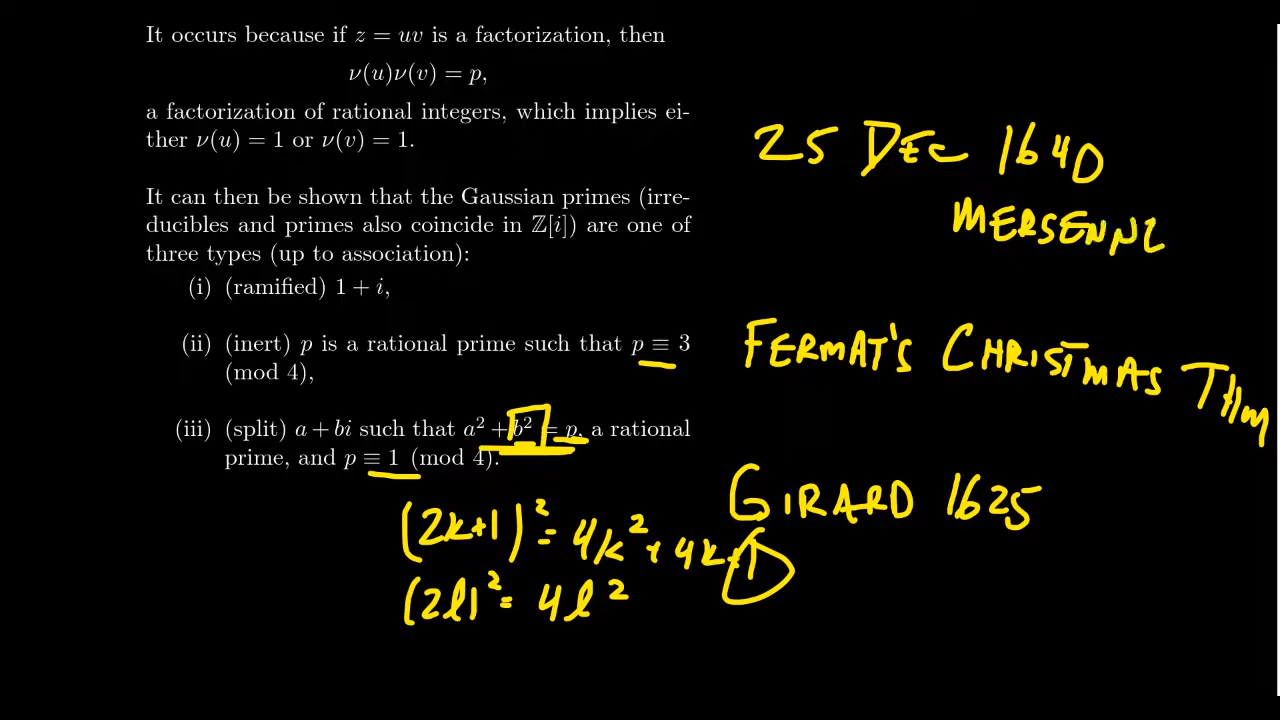 It occurs because if z = uv is a factorization, then
ν(u)ν(v) = p,
a factorization of rational integers, which implies ei-
ther ν(u) = 1 or ν(v) = 1.
It can then be shown that the Gaussian primes (irre-
ducibles and primes also coincide in ℤ[i]) are one of
three types (up to association):
(i) (ramified) 1 + i,
(ii) (inert) p is a rational prime such that p ≡ 3
(mod 4),
(iii) (split) a + bi such that a² + b² = p, a rational
prime, and p ≡ 1 (mod 4).
(2k+1)² = 4k² + 4k+1
(2l)² = 4l²
25 DEC 1640
MERSENNE
FERMAT'S CHRISTMAS THM
GIRARD 1625